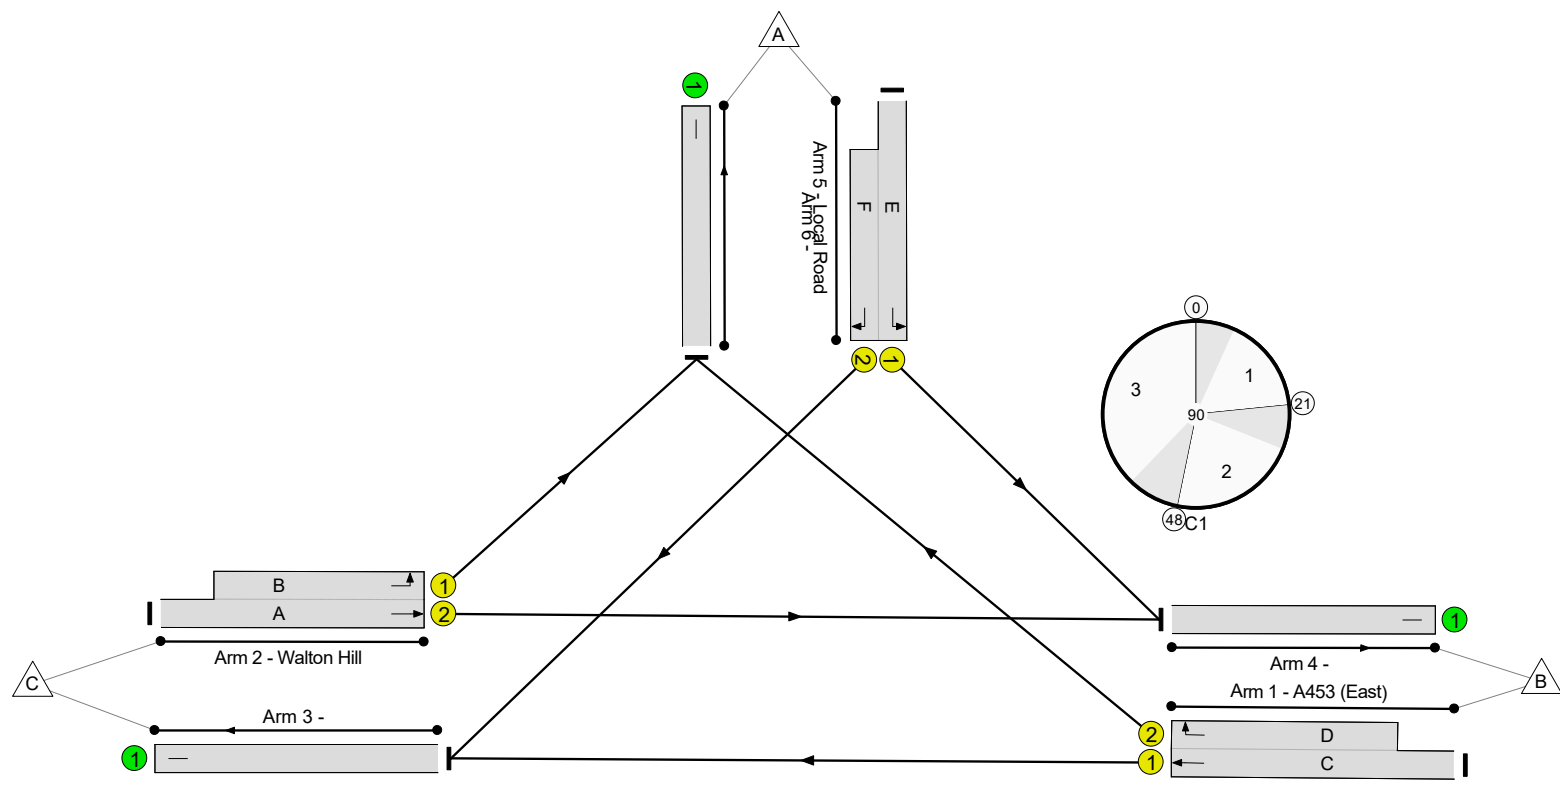 A
1
1
Arm 5 - Local Road
Arm 6 -
F
E
2
1
0
1
3
21
90
2
48
C1
B
1
A
2
Arm 2 - Walton Hill
C
Arm 3 -
1
1
Arm 4 -
Arm 1 - A453 (East)
B
2
D
1
C